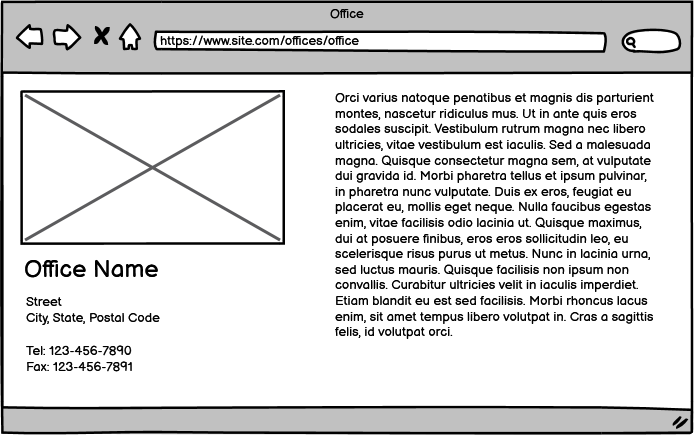 Office
https://www.site.com/offices/office
Office Name
Street
City, State, Postal Code
Tel: 123-456-7890
Fax: 123-456-7891
Orci varius natoque penatibus et magnis dis parturient
montes, nascetur ridiculus mus. Ut in ante quis eros
sodales suscipit. Vestibulum rutrum magna nec libero
ultricies, vitae vestibulum est iaculis. Sed a malesuada
magna. Quisque consectetur magna sem, at vulputate
dui gravida id. Morbi pharetra tellus et ipsum pulvinar,
in pharetra nunc vulputate. Duis ex eros, feugiat eu
placerat eu, mollis eget neque. Nulla faucibus egestas
enim, vitae facilisis odio lacinia ut. Quisque maximus,
dui at posuere finibus, eros eros sollicitudin leo, eu
scelerisque risus purus ut metus. Nunc in lacinia urna,
sed luctus mauris. Quisque facilisis non ipsum non
convallis. Curabitur ultricies velit in iaculis imperdiet.
Etiam blandit eu est sed facilisis. Morbi rhoncus lacus
enim, sit amet tempus libero volutpat in. Cras a sagittis
felis, id volutpat orci.